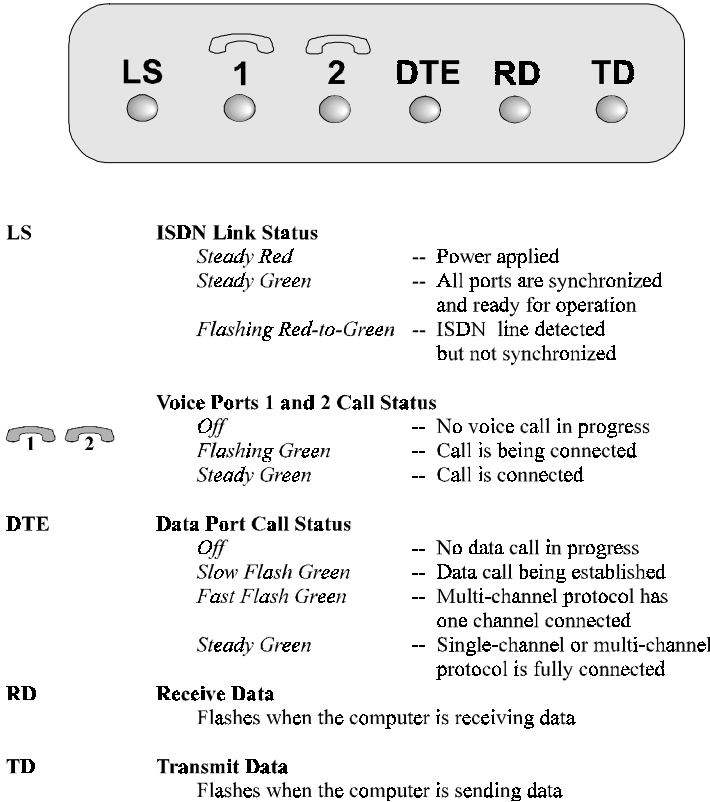 LS 1 2 DTE RD TD
LS ISDN Link Status
Steady Red -- Power applied
Steady Green -- All ports are synchronized
and ready for operation
Flashing Red-to-Green -- ISDN line detected
but not synchronized
Voice Ports 1 and 2 Call Status
Off -- No voice call in progress
1 2 Flashing Green -- Call is being connected
Steady Green -- Call is connected
DTE Data Port Call Status
Off -- No data call in progress
Slow Flash Green -- Data call being established
Fast Flash Green -- Multi-channel protocol has
one channel connected
Steady Green -- Single-channel or multi-channel
protocol is fully connected
RD Receive Data
Flashes when the computer is receiving data
TD Transmit Data
Flashes when the computer is sending data